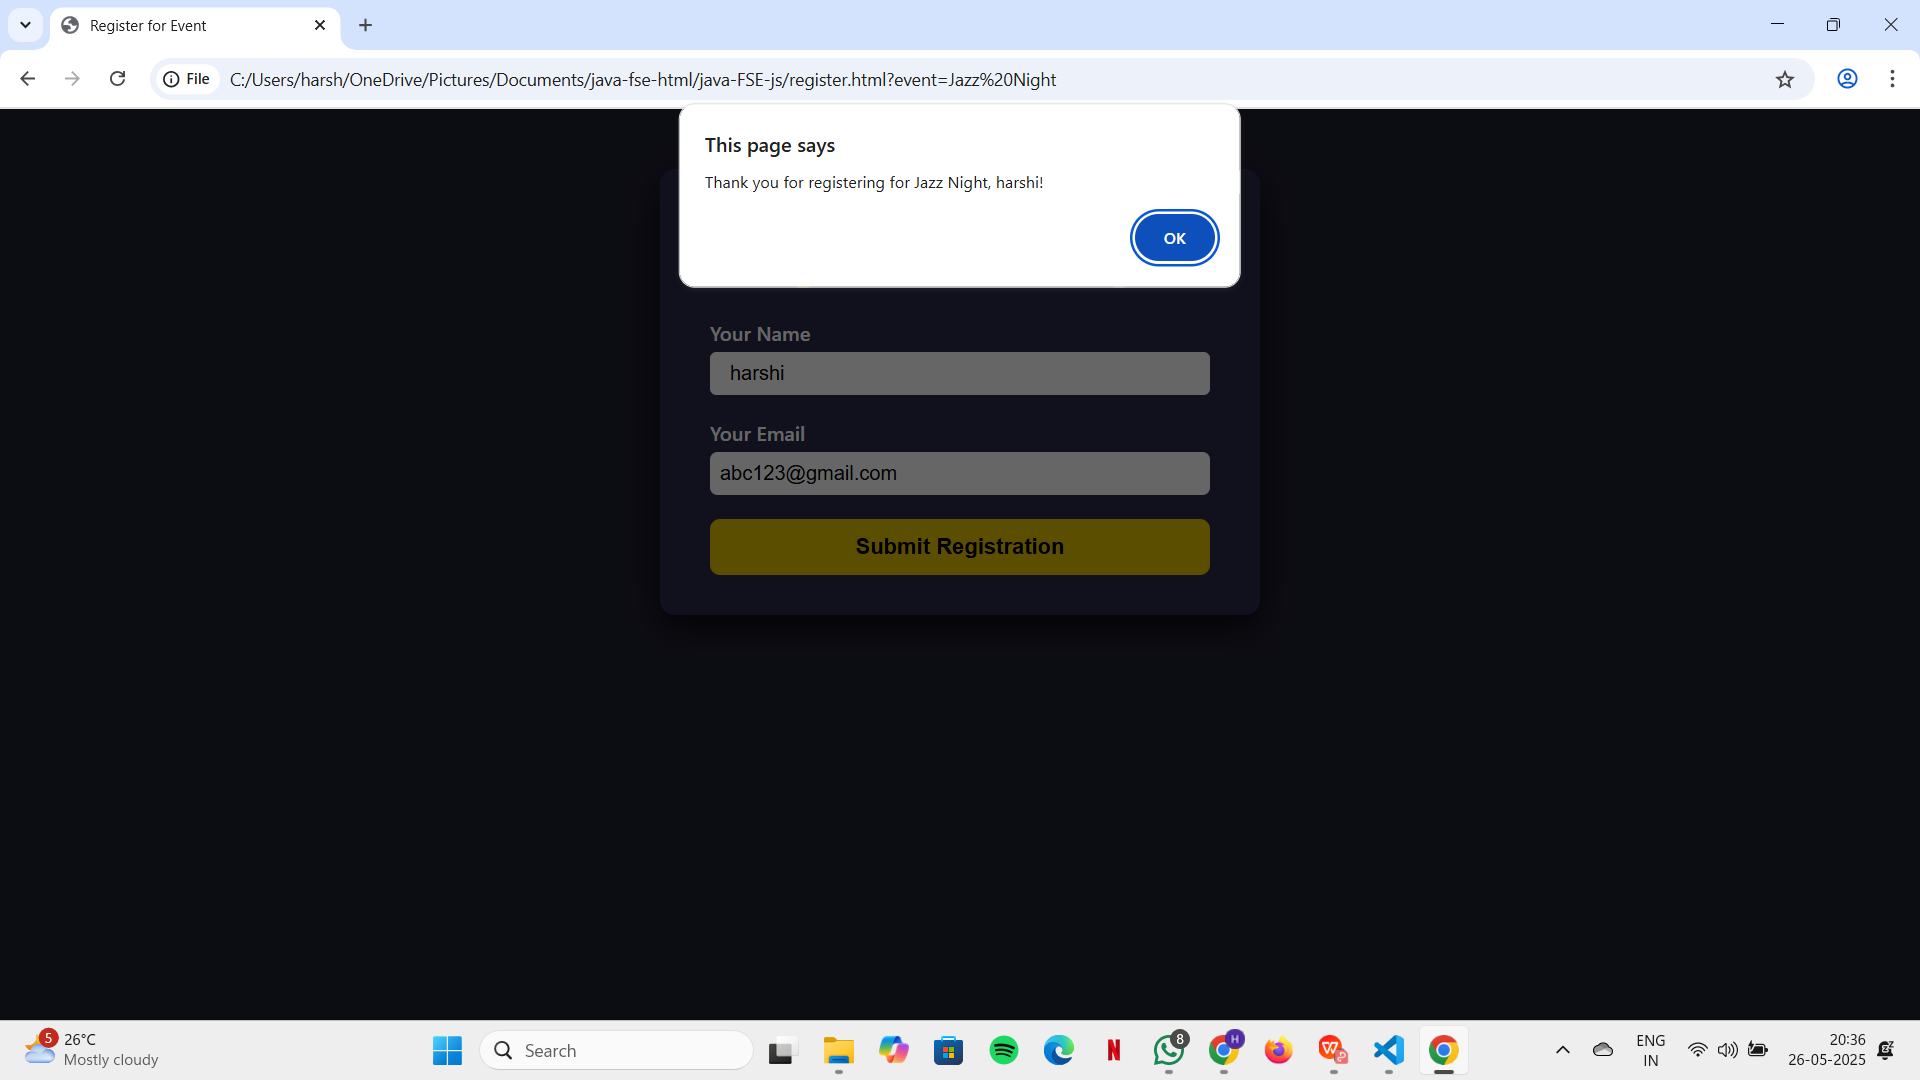 Register for Event
File
C:/Users/harsh/OneDrive/Pictures/Documents/java-fse-html/java-FSE-js/register.html?event=Jazz%20Night
This page says
Thank you for registering for Jazz Night, harshi!
OK
Your Name
harshi
Your Email
abc123@gmail.com
Submit Registration
5
26°C
Mostly cloudy
Search
N
8
H
W
ENG
IN
20:36
26-05-2025